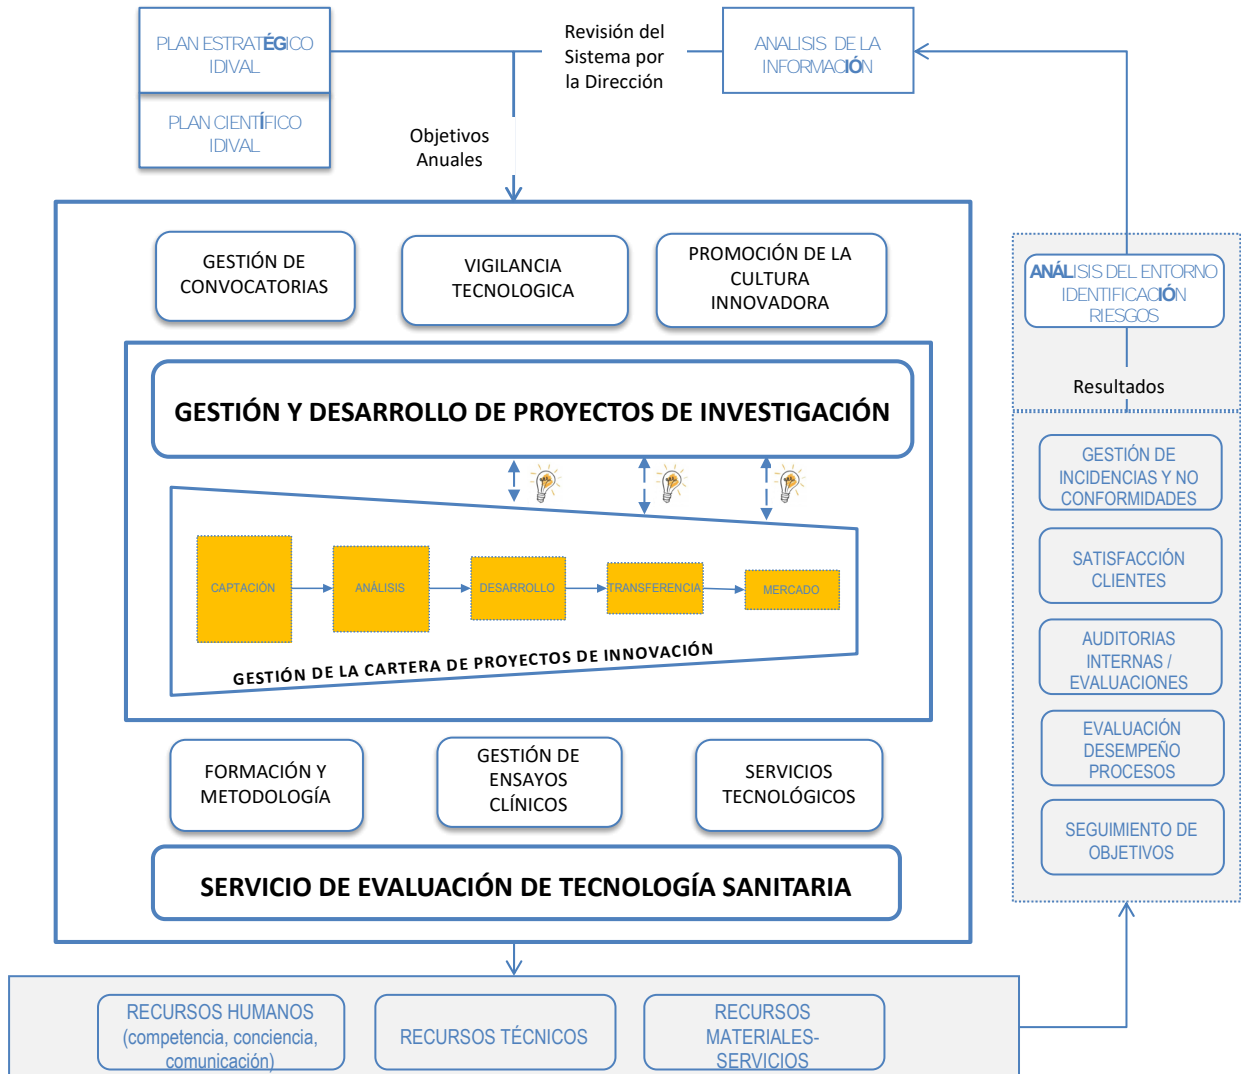 PLAN ESTRATÉGICO
IDIVAL
PLAN CIENTÍFICO
IDIVAL
Revisión del
Sistema por
la Dirección
ANALISIS DE LA
INFORMACIÓN
Objetivos
Anuales
GESTIÓN DE
CONVOCATORIAS
VIGILANCIA
TECNOLOGICA
PROMOCIÓN DE LA
CULTURA
INNOVADORA
GESTIÓN Y DESARROLLO DE PROYECTOS DE INVESTIGACIÓN
CAPTACIÓN
ANÁLISIS
DESARROLLO
TRANSFERENCIA
MERCADO
GESTIÓN DE LA CARTERA DE PROYECTOS DE INNOVACIÓN
FORMACIÓN Y
METODOLOGÍA
GESTIÓN DE
ENSAYOS
CLÍNICOS
SERVICIOS
TECNOLÓGICOS
SERVICIO DE EVALUACIÓN DE TECNOLOGÍA SANITARIA
RECURSOS HUMANOS
(competencia, conciencia,
comunicación)
RECURSOS TÉCNICOS
RECURSOS
MATERIALES-
SERVICIOS
ANÁLISIS DEL ENTORNO
IDENTIFICACIÓN
RIESGOS
Resultados
GESTIÓN DE
INCIDENCIAS Y NO
CONFORMIDADES
SATISFACCIÓN
CLIENTES
AUDITORIAS
INTERNAS /
EVALUACIONES
EVALUACIÓN
DESEMPEÑO
PROCESOS
SEGUIMIENTO DE
OBJETIVOS